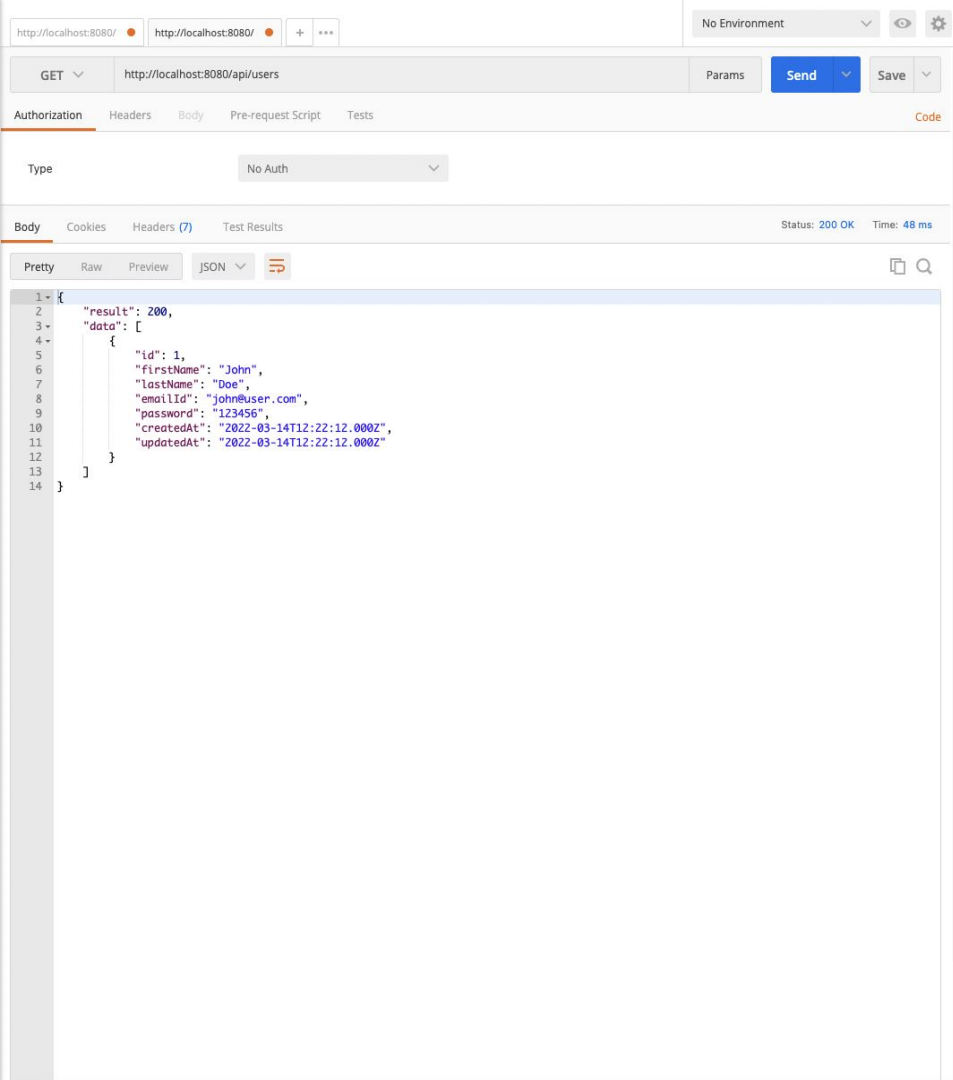 http://localhost:8080/ http://localhost:8080/ + ••• No Environment
GET http://localhost:8080/api/users Params Send Save
Authorization Headers Body Pre-request Script Tests Code
Type No Auth
Body Cookies Headers (7) Test Results Status: 200 OK Time: 48 ms
Pretty Raw Preview JSON
1 {
2 "result": 200,
3 "data": [
4 {
5 "id": 1,
6 "firstName": "John",
7 "lastName": "Doe",
8 "emailId": "john@user.com",
9 "password": "123456",
10 "createdAt": "2022-03-14T12:22:12.000Z",
11 "updatedAt": "2022-03-14T12:22:12.000Z"
12 }
13 ]
14 }